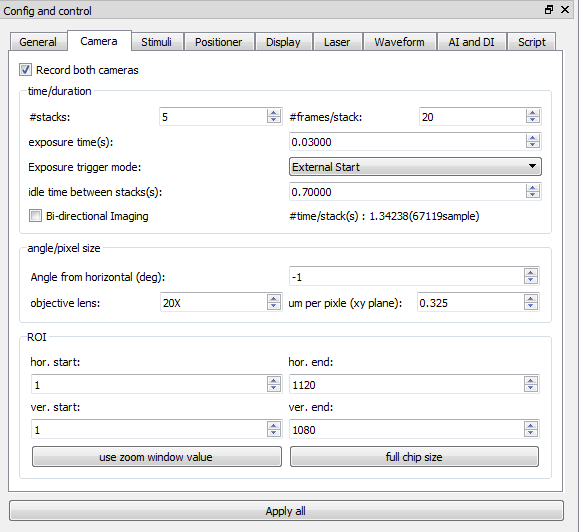 Config and control
General Camera Stimuli Positioner Display Laser Waveform AI and DI Script
Record both cameras
time/duration
#stacks: 5 #frames/stack: 20
exposure time(s): 0.03000
Exposure trigger mode: External Start
idle time between stacks(s): 0.70000
Bi-directional Imaging #time/stack(s) : 1.34238(67119sample)
angle/pixel size
Angle from horizontal (deg): -1
objective lens: 20X um per pixle (xy plane): 0.325
ROI
hor. start: hor. end:
1 1120
ver. start: ver. end:
1 1080
use zoom window value full chip size
Apply all